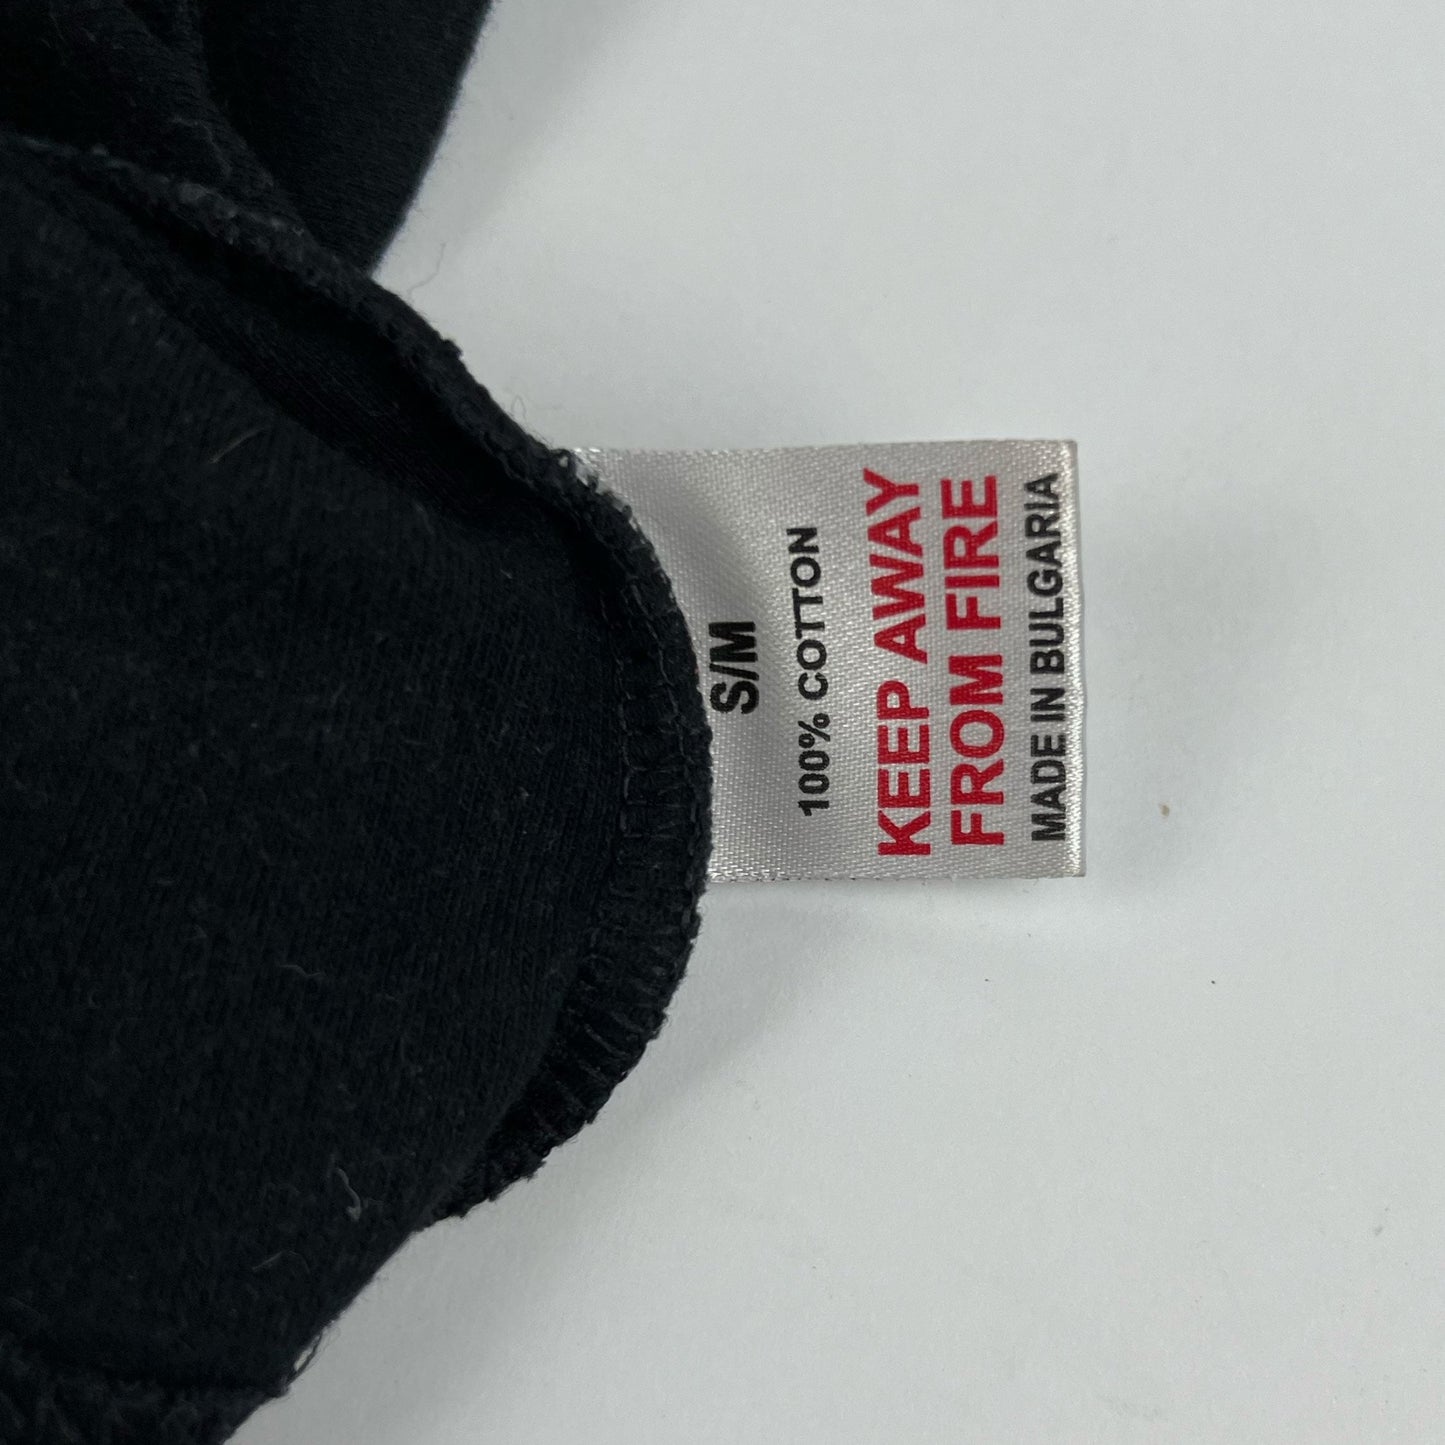 S/M
100% COTTON
KEEP AWAY
FROM FIRE
MADE IN BULGARIA